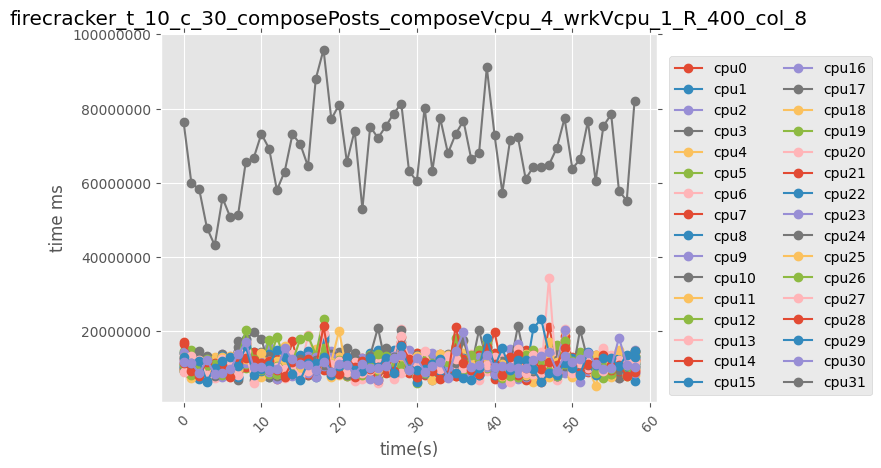 firecracker_t_10_c_30_composePosts_composeVcpu_4_wrkVcpu_1_R_400_col_8
100000000
80000000
60000000
40000000
20000000
time ms
0
10
20
30
40
50
60
time(s)
cpu0
cpu1
cpu2
cpu3
cpu4
cpu5
cpu6
cpu7
cpu8
cpu9
cpu10
cpu11
cpu12
cpu13
cpu14
cpu15
cpu16
cpu17
cpu18
cpu19
cpu20
cpu21
cpu22
cpu23
cpu24
cpu25
cpu26
cpu27
cpu28
cpu29
cpu30
cpu31